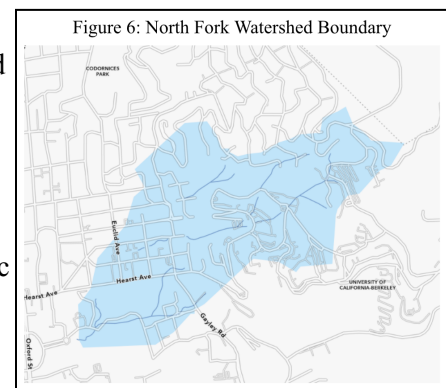 Figure 6: North Fork Watershed Boundary
d
CODORNICES
PARK
Euclid Ave
c
Hearst Ave
Hearst Ave
UNIVERSITY OF
CALIFORNIA-BERKELEY
Gayley Rd
Oxford St